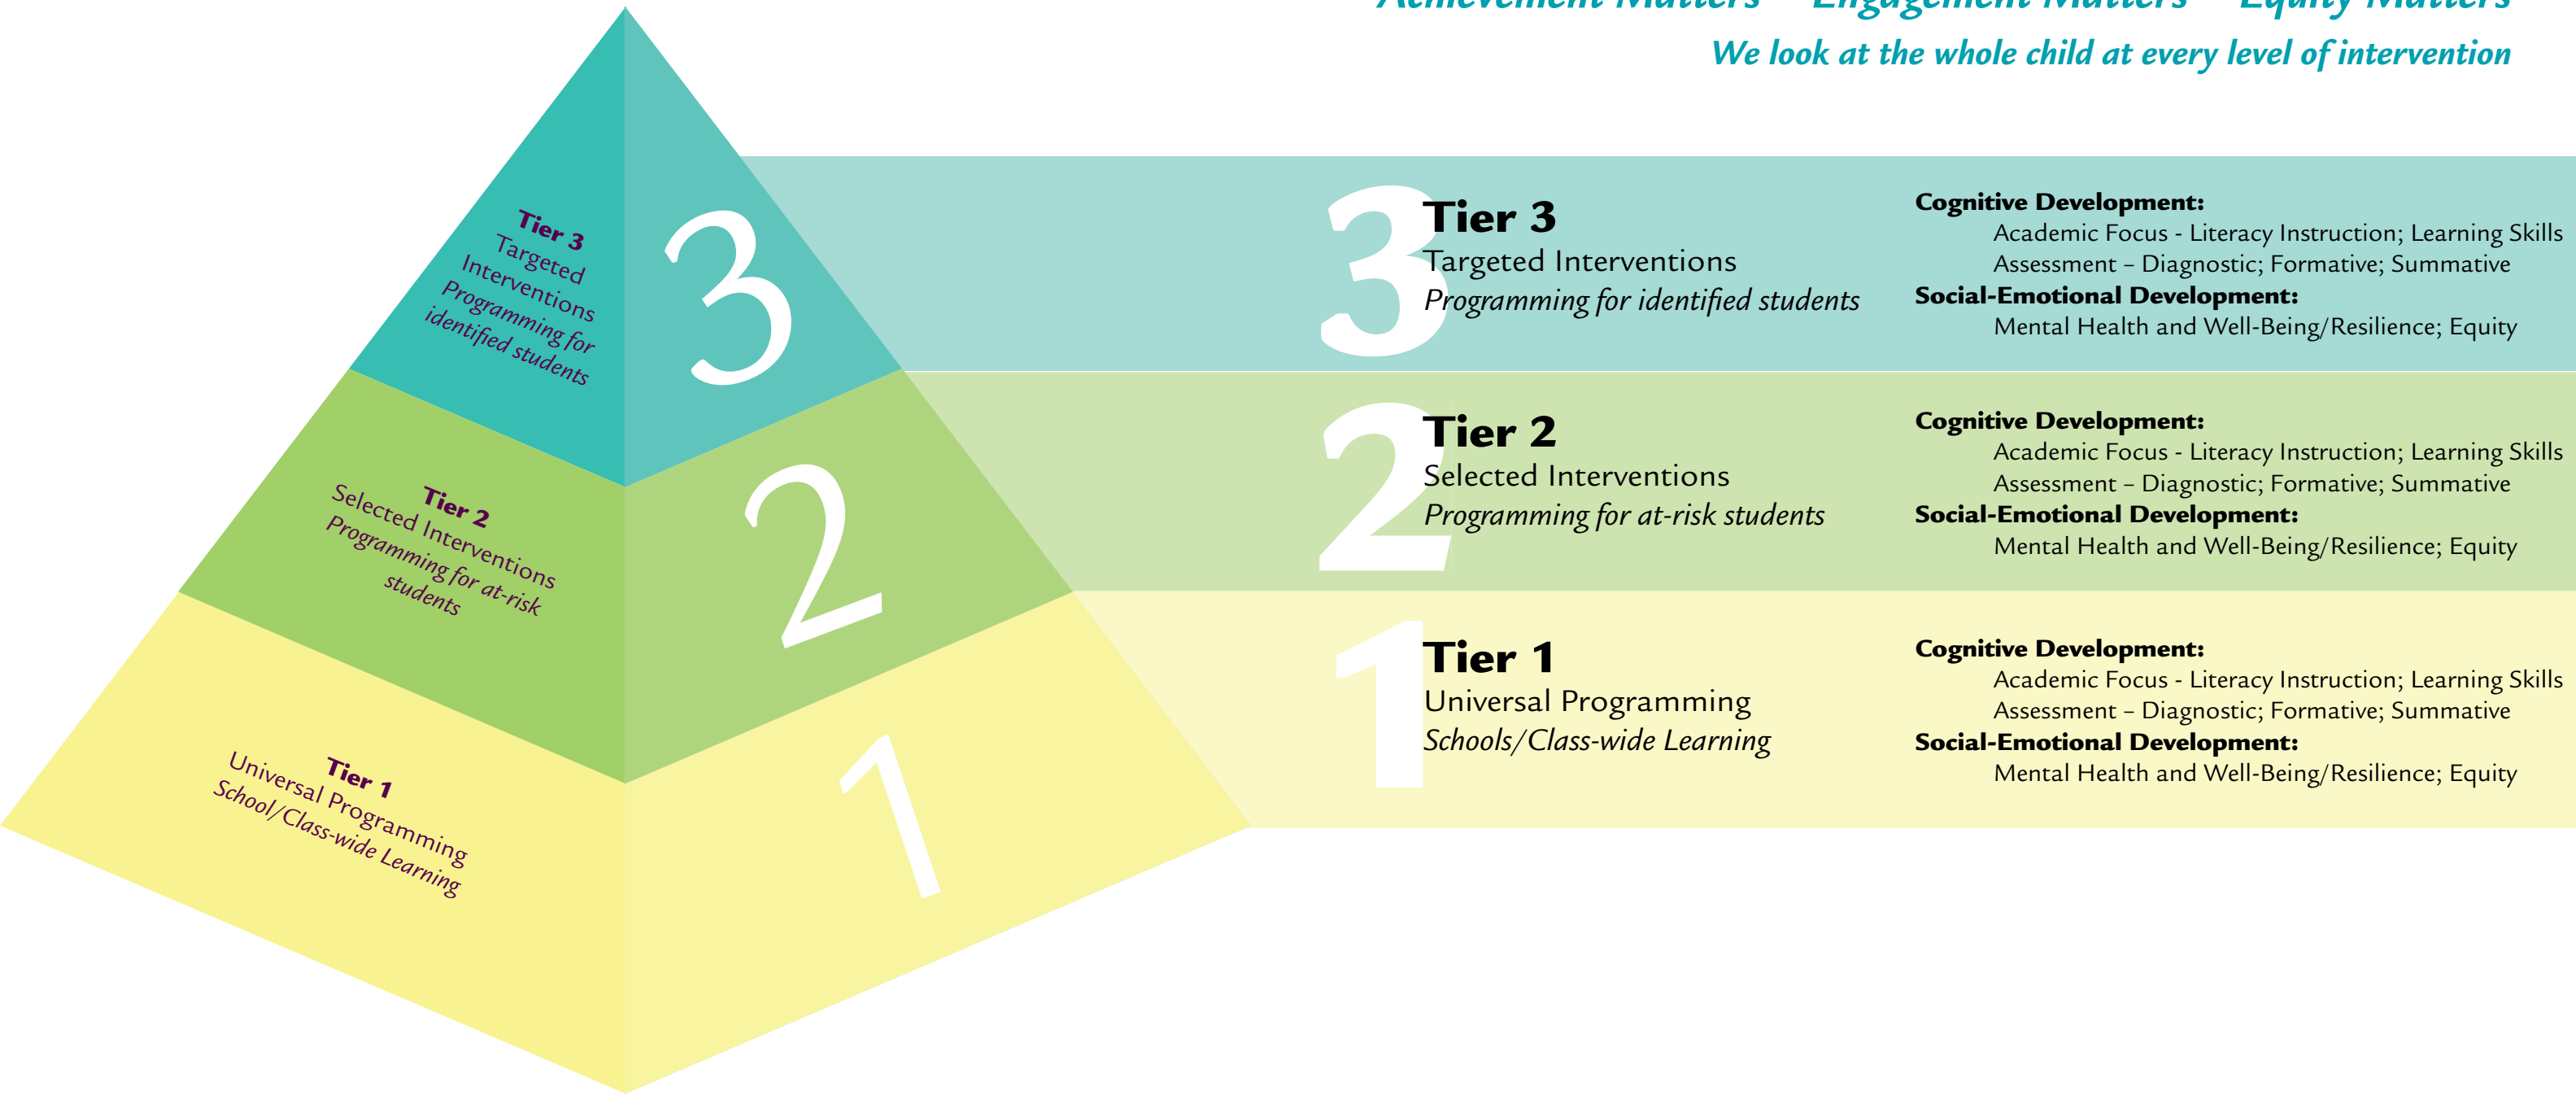 Achievement Matters Engagement Matters Equity Matters
We look at the whole child at every level of intervention
Tier 3
Targeted
Interventions
Programming for
identified students
3
Tier 2
Selected Interventions
Programming for at-risk
students
2
Tier 1
Universal Programming
School/Class-wide Learning
1
3
Tier 3
Targeted Interventions
Programming for identified students
Cognitive Development:
Academic Focus - Literacy Instruction; Learning Skills
Assessment – Diagnostic; Formative; Summative
Social-Emotional Development:
Mental Health and Well-Being/Resilience; Equity
2
Tier 2
Selected Interventions
Programming for at-risk students
Cognitive Development:
Academic Focus - Literacy Instruction; Learning Skills
Assessment – Diagnostic; Formative; Summative
Social-Emotional Development:
Mental Health and Well-Being/Resilience; Equity
1
Tier 1
Universal Programming
Schools/Class-wide Learning
Cognitive Development:
Academic Focus - Literacy Instruction; Learning Skills
Assessment – Diagnostic; Formative; Summative
Social-Emotional Development:
Mental Health and Well-Being/Resilience; Equity